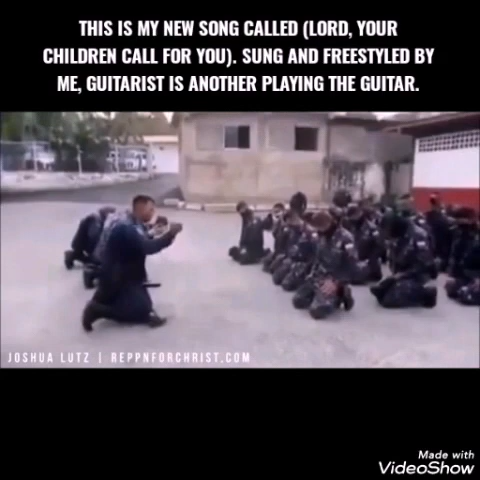 THIS IS MY NEW SONG CALLED (LORD, YOUR
CHILDREN CALL FOR YOU). SUNG AND FREESTYLED BY
ME, GUITARIST IS ANOTHER PLAYING THE GUITAR.
JOSHUA LUTZ | REPPNFORCHRIST.COM
Made with
VideoShow